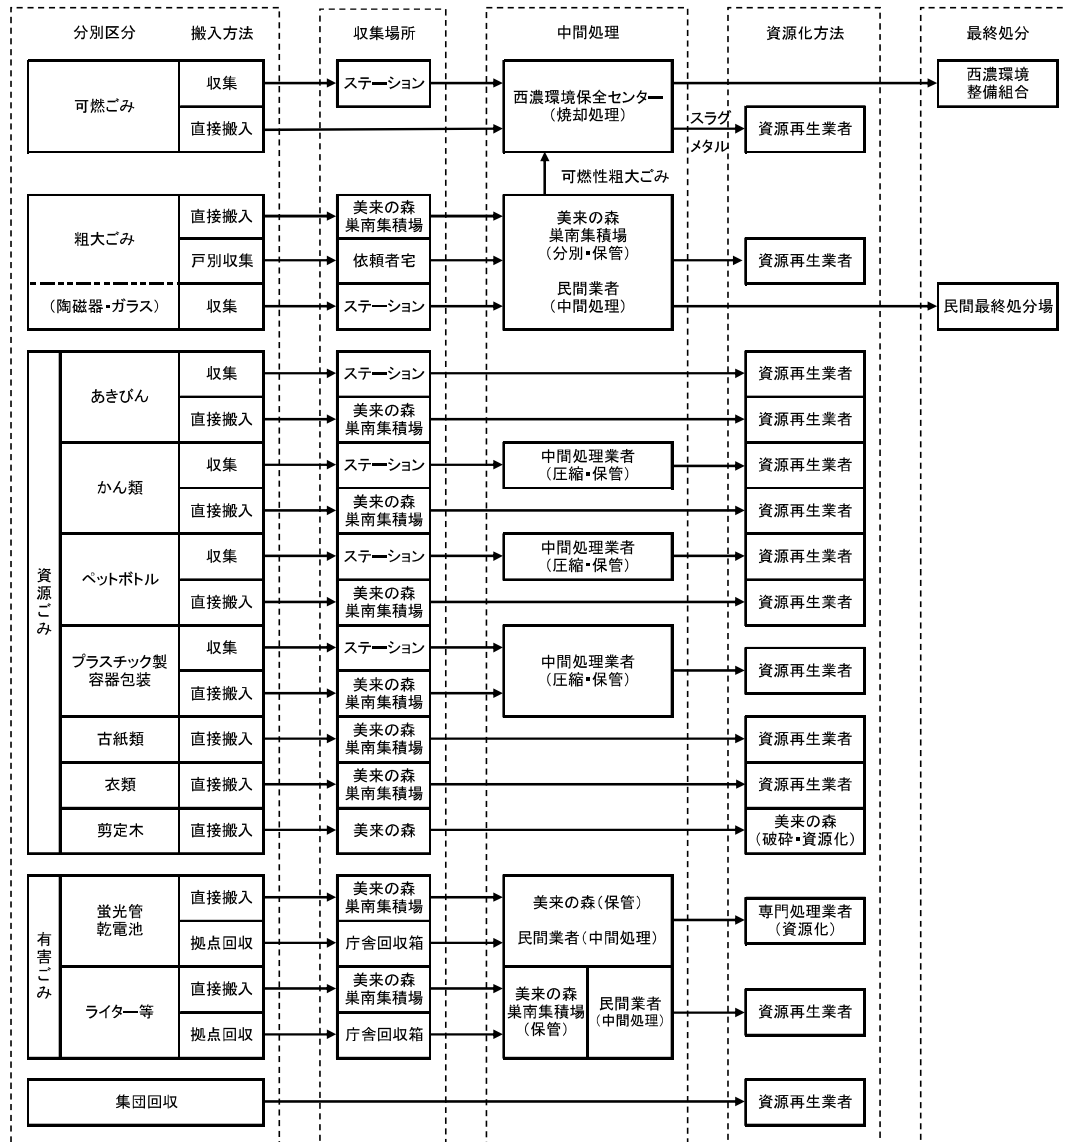 分別区分 搬入方法 収集場所 中間処理 資源化方法 最終処分
可燃ごみ
収集
ステーション
西濃環境保全センター
(焼却処理)
西濃環境
整備組合
直接搬入
スラグ
メタル
資源再生業者
可燃性粗大ごみ
粗大ごみ
直接搬入
美来の森
巣南集積場
美来の森
巣南集積場
(分別・保管)
民間業者
(中間処理)
戸別収集
依頼者宅
資源再生業者
(陶磁器・ガラス)
収集
ステーション
民間最終処分場
資源ごみ
あきびん
収集
ステーション
資源再生業者
直接搬入
美来の森
巣南集積場
資源再生業者
かん類
収集
ステーション
中間処理業者
(圧縮・保管)
資源再生業者
直接搬入
美来の森
巣南集積場
資源再生業者
ペットボトル
収集
ステーション
中間処理業者
(圧縮・保管)
資源再生業者
直接搬入
美来の森
巣南集積場
資源再生業者
プラスチック製
容器包装
収集
ステーション
中間処理業者
(圧縮・保管)
資源再生業者
直接搬入
美来の森
巣南集積場
古紙類
直接搬入
美来の森
巣南集積場
資源再生業者
衣類
直接搬入
美来の森
巣南集積場
資源再生業者
剪定木
直接搬入
美来の森
美来の森
(破砕・資源化)
有害ごみ
蛍光管
乾電池
直接搬入
美来の森
巣南集積場
美来の森(保管)
民間業者(中間処理)
専門処理業者
(資源化)
拠点回収
庁舎回収箱
ライター等
直接搬入
美来の森
巣南集積場
美来の森
巣南集積場
(保管)
民間業者
(中間処理)
資源再生業者
拠点回収
庁舎回収箱
集団回収
資源再生業者